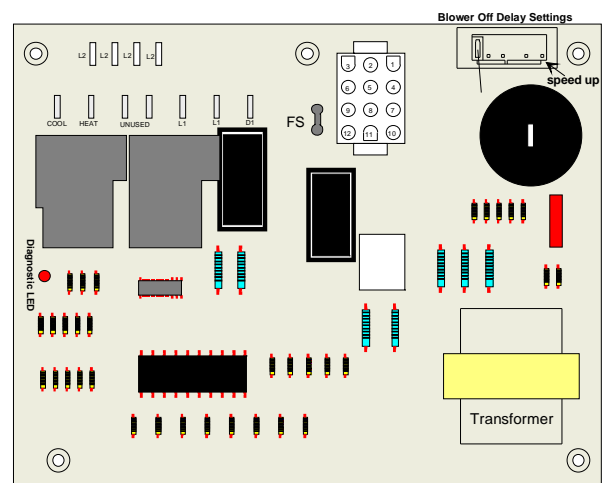 Blower Off Delay Settings
speed up
L2 L2 L2 L2
COOL HEAT UNUSED L1 L1 D1
FS
3 2 1
6 5 4
9 8 7
12 11 10
Diagnostic LED
Transformer